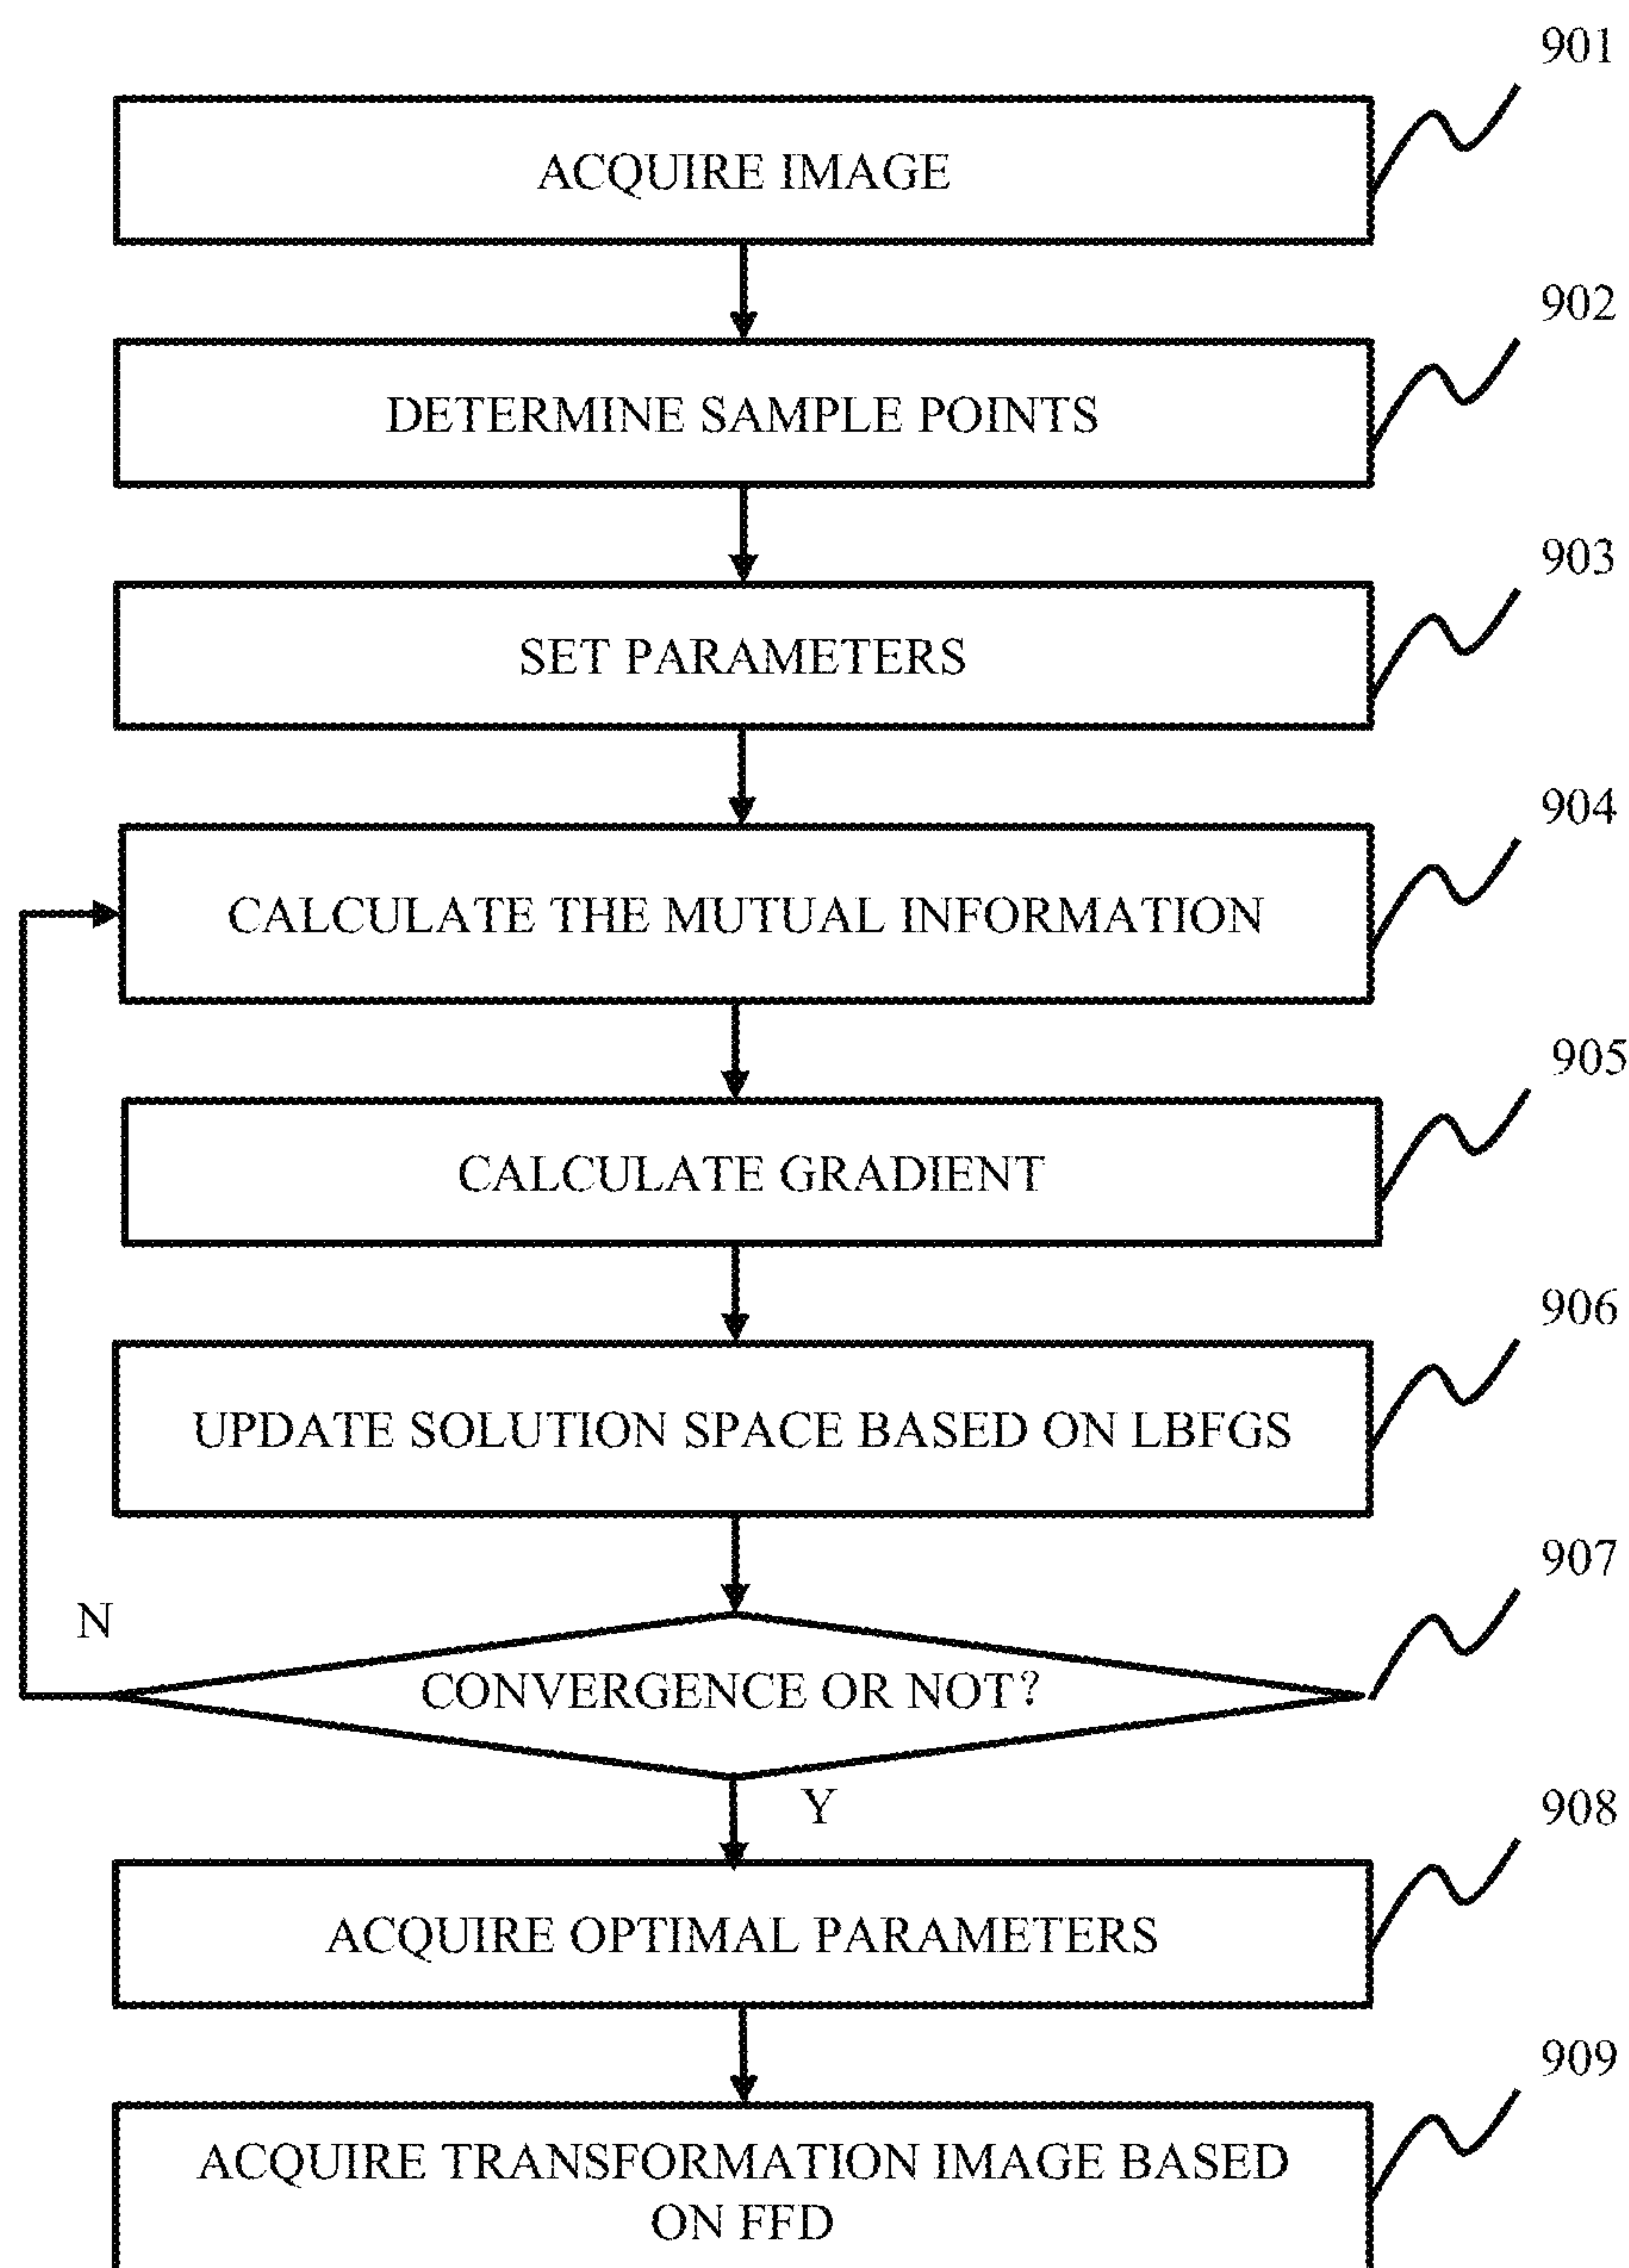 901
ACQUIRE IMAGE
902
DETERMINE SAMPLE POINTS
903
SET PARAMETERS
904
CALCULATE THE MUTUAL INFORMATION
905
CALCULATE GRADIENT
906
UPDATE SOLUTION SPACE BASED ON LBFGS
907
N
CONVERGENCE OR NOT?
Y
908
ACQUIRE OPTIMAL PARAMETERS
909
ACQUIRE TRANSFORMATION IMAGE BASED
ON FFD